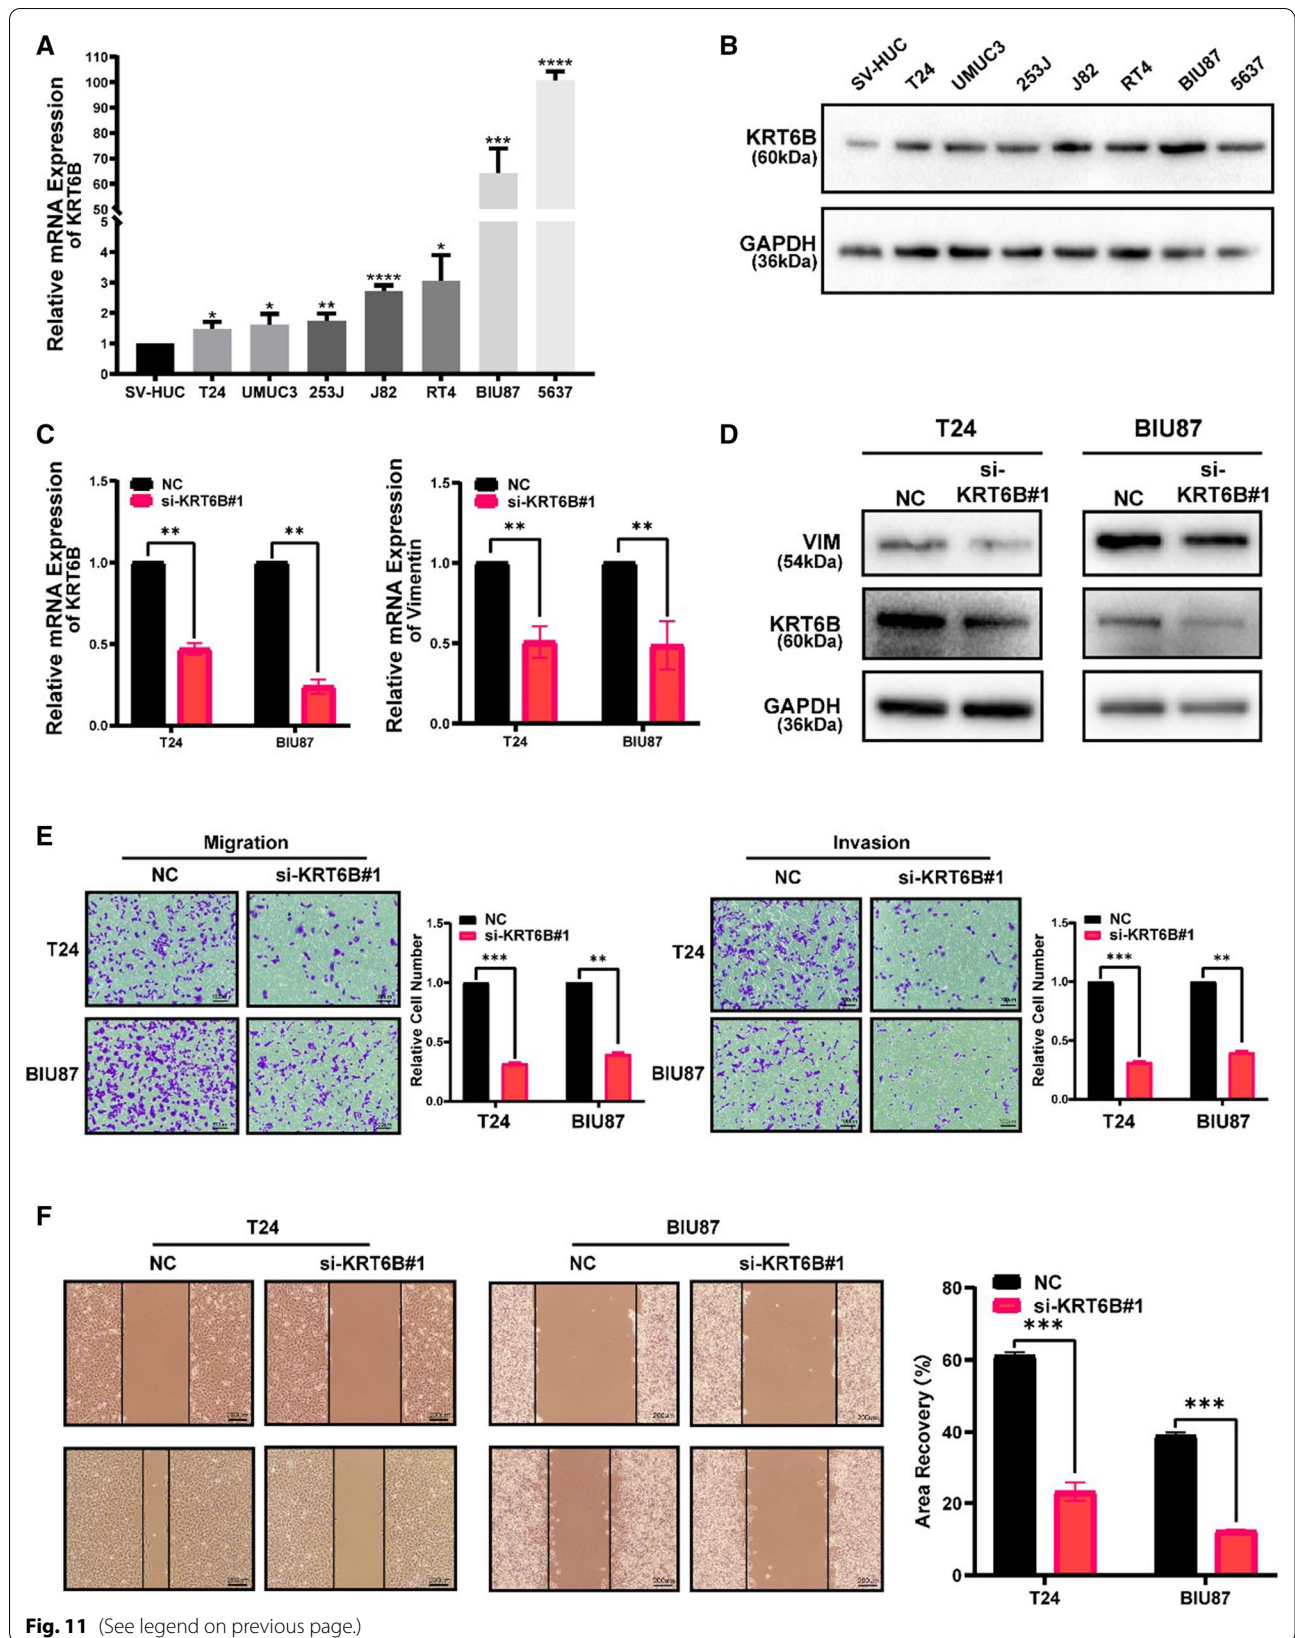 A
Relative mRNA Expression
of KRT6B
110
100
90
80
70
60
50
5
4
3
2
1
0
*
*
**
****
*
***
****
SV-HUC T24 UMUC3 253J J82 RT4 BIU87 5637
B
SV-HUC T24 UMUC3 253J J82 RT4 BIU87 5637
KRT6B
(60kDa)
GAPDH
(36kDa)
C
Relative mRNA Expression
of KRT6B
NC
si-KRT6B#1
1.5
1.0
0.5
0.0
** **
T24 BIU87
Relative mRNA Expression
of Vimentin
NC
si-KRT6B#1
1.5
1.0
0.5
0.0
** **
T24 BIU87
D
T24 BIU87
NC si-KRT6B#1 NC si-KRT6B#1
VIM
(54kDa)
KRT6B
(60kDa)
GAPDH
(36kDa)
E
Migration
NC si-KRT6B#1
T24
BIU87
Relative Cell Number
NC
si-KRT6B#1
1.5
1.0
0.5
0.0
*** **
T24 BIU87
Invasion
NC si-KRT6B#1
T24
BIU87
Relative Cell Number
NC
si-KRT6B#1
1.5
1.0
0.5
0.0
*** **
T24 BIU87
F
T24 BIU87
NC si-KRT6B#1 NC si-KRT6B#1
200μm 200μm
200μm 200μm
Area Recovery (%)
NC
si-KRT6B#1
80
60
40
20
0
*** ***
T24 BIU87
Fig. 11 (See legend on previous page.)